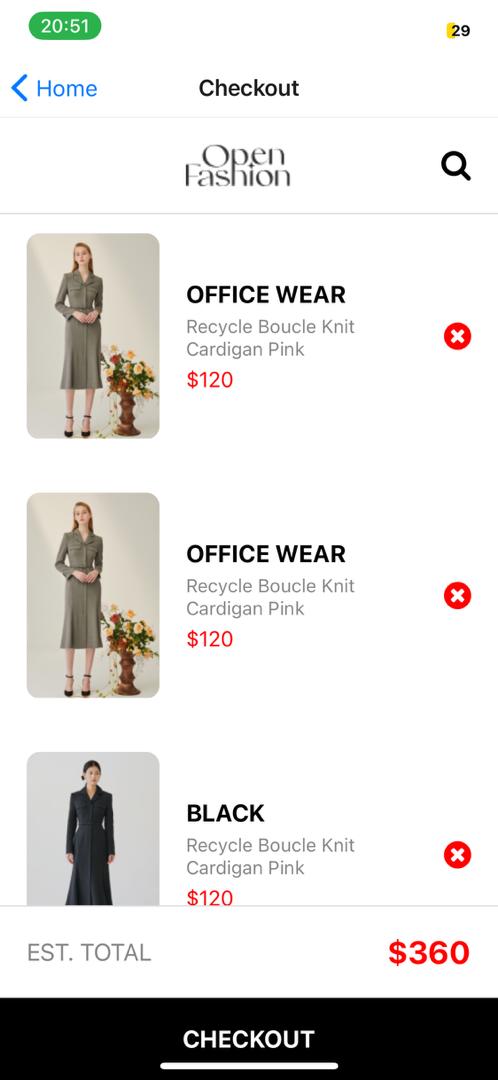 20:51
29
Home
Checkout
Open
Fashion
OFFICE WEAR
Recycle Boucle Knit
Cardigan Pink
$120
OFFICE WEAR
Recycle Boucle Knit
Cardigan Pink
$120
BLACK
Recycle Boucle Knit
Cardigan Pink
$120
EST. TOTAL
$360
CHECKOUT